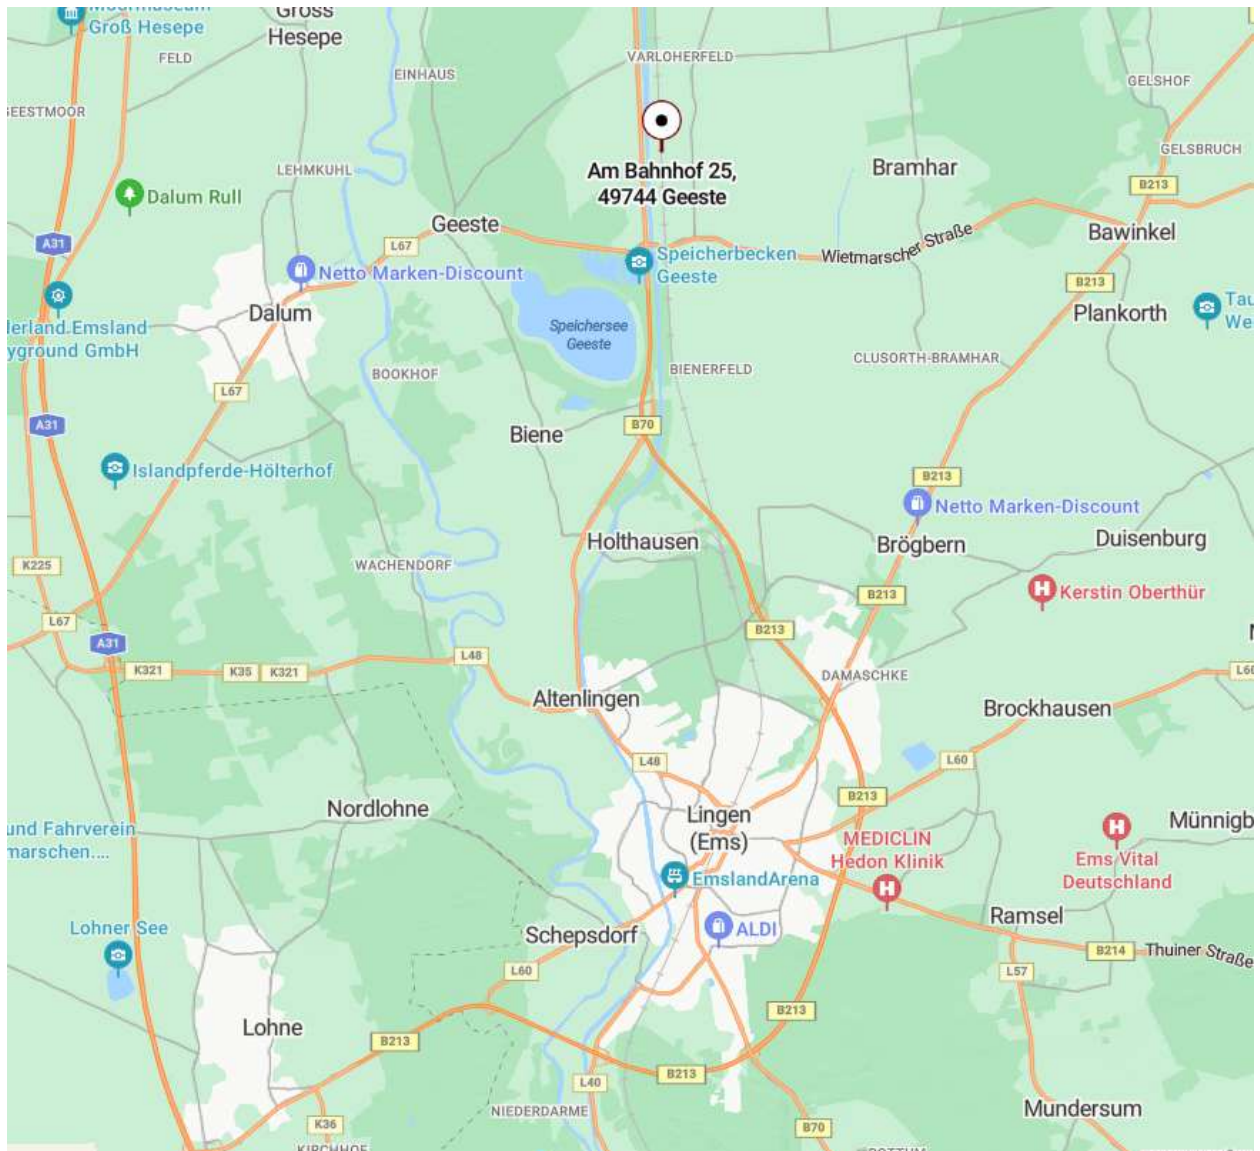 Moormuseum
Groß Hesepe
Gross
Hesepe
FELD
EINHAUS
VARLOHERFELD
GELSHOF
GEESTMOOR
GELSBRUCH
Am Bahnhof 25,
49744 Geeste
Bramhar
LEHMKUHL
B213
Dalum Rull
Geeste
L67
Wietmarscher Straße
Bawinkel
A31
Speicherbecken
Geeste
Netto Marken-Discount
B213
Dalum
Plankorth
Speichersee
Geeste
CLUSORTH-BRAMHAR
yground GmbH
BOOKHOF
BIENERFELD
L67
A31
B70
Biene
Islandpferde-Hölterhof
B213
Netto Marken-Discount
Holthausen
Brögbern
Duisenburg
K225
WACHENDORF
B213
Kerstin Oberthür
L67
B213
A31
K321
K35
K321
L48
DAMASCHKE
Altenlingen
Brockhausen
L48
L60
Nordlohne
B213
Lingen
(Ems)
und Fahrverein
marschen....
MEDICLIN
Hedon Klinik
Ems Vital
Deutschland
EmslandArena
Lohner See
Schepsdorf
ALDI
Ramsel
B214
Thuiner Straße
L60
L57
B213
Lohne
B213
B213
L40
NIEDERDARME
Mundersum
K36
B70
KIRCHHOF